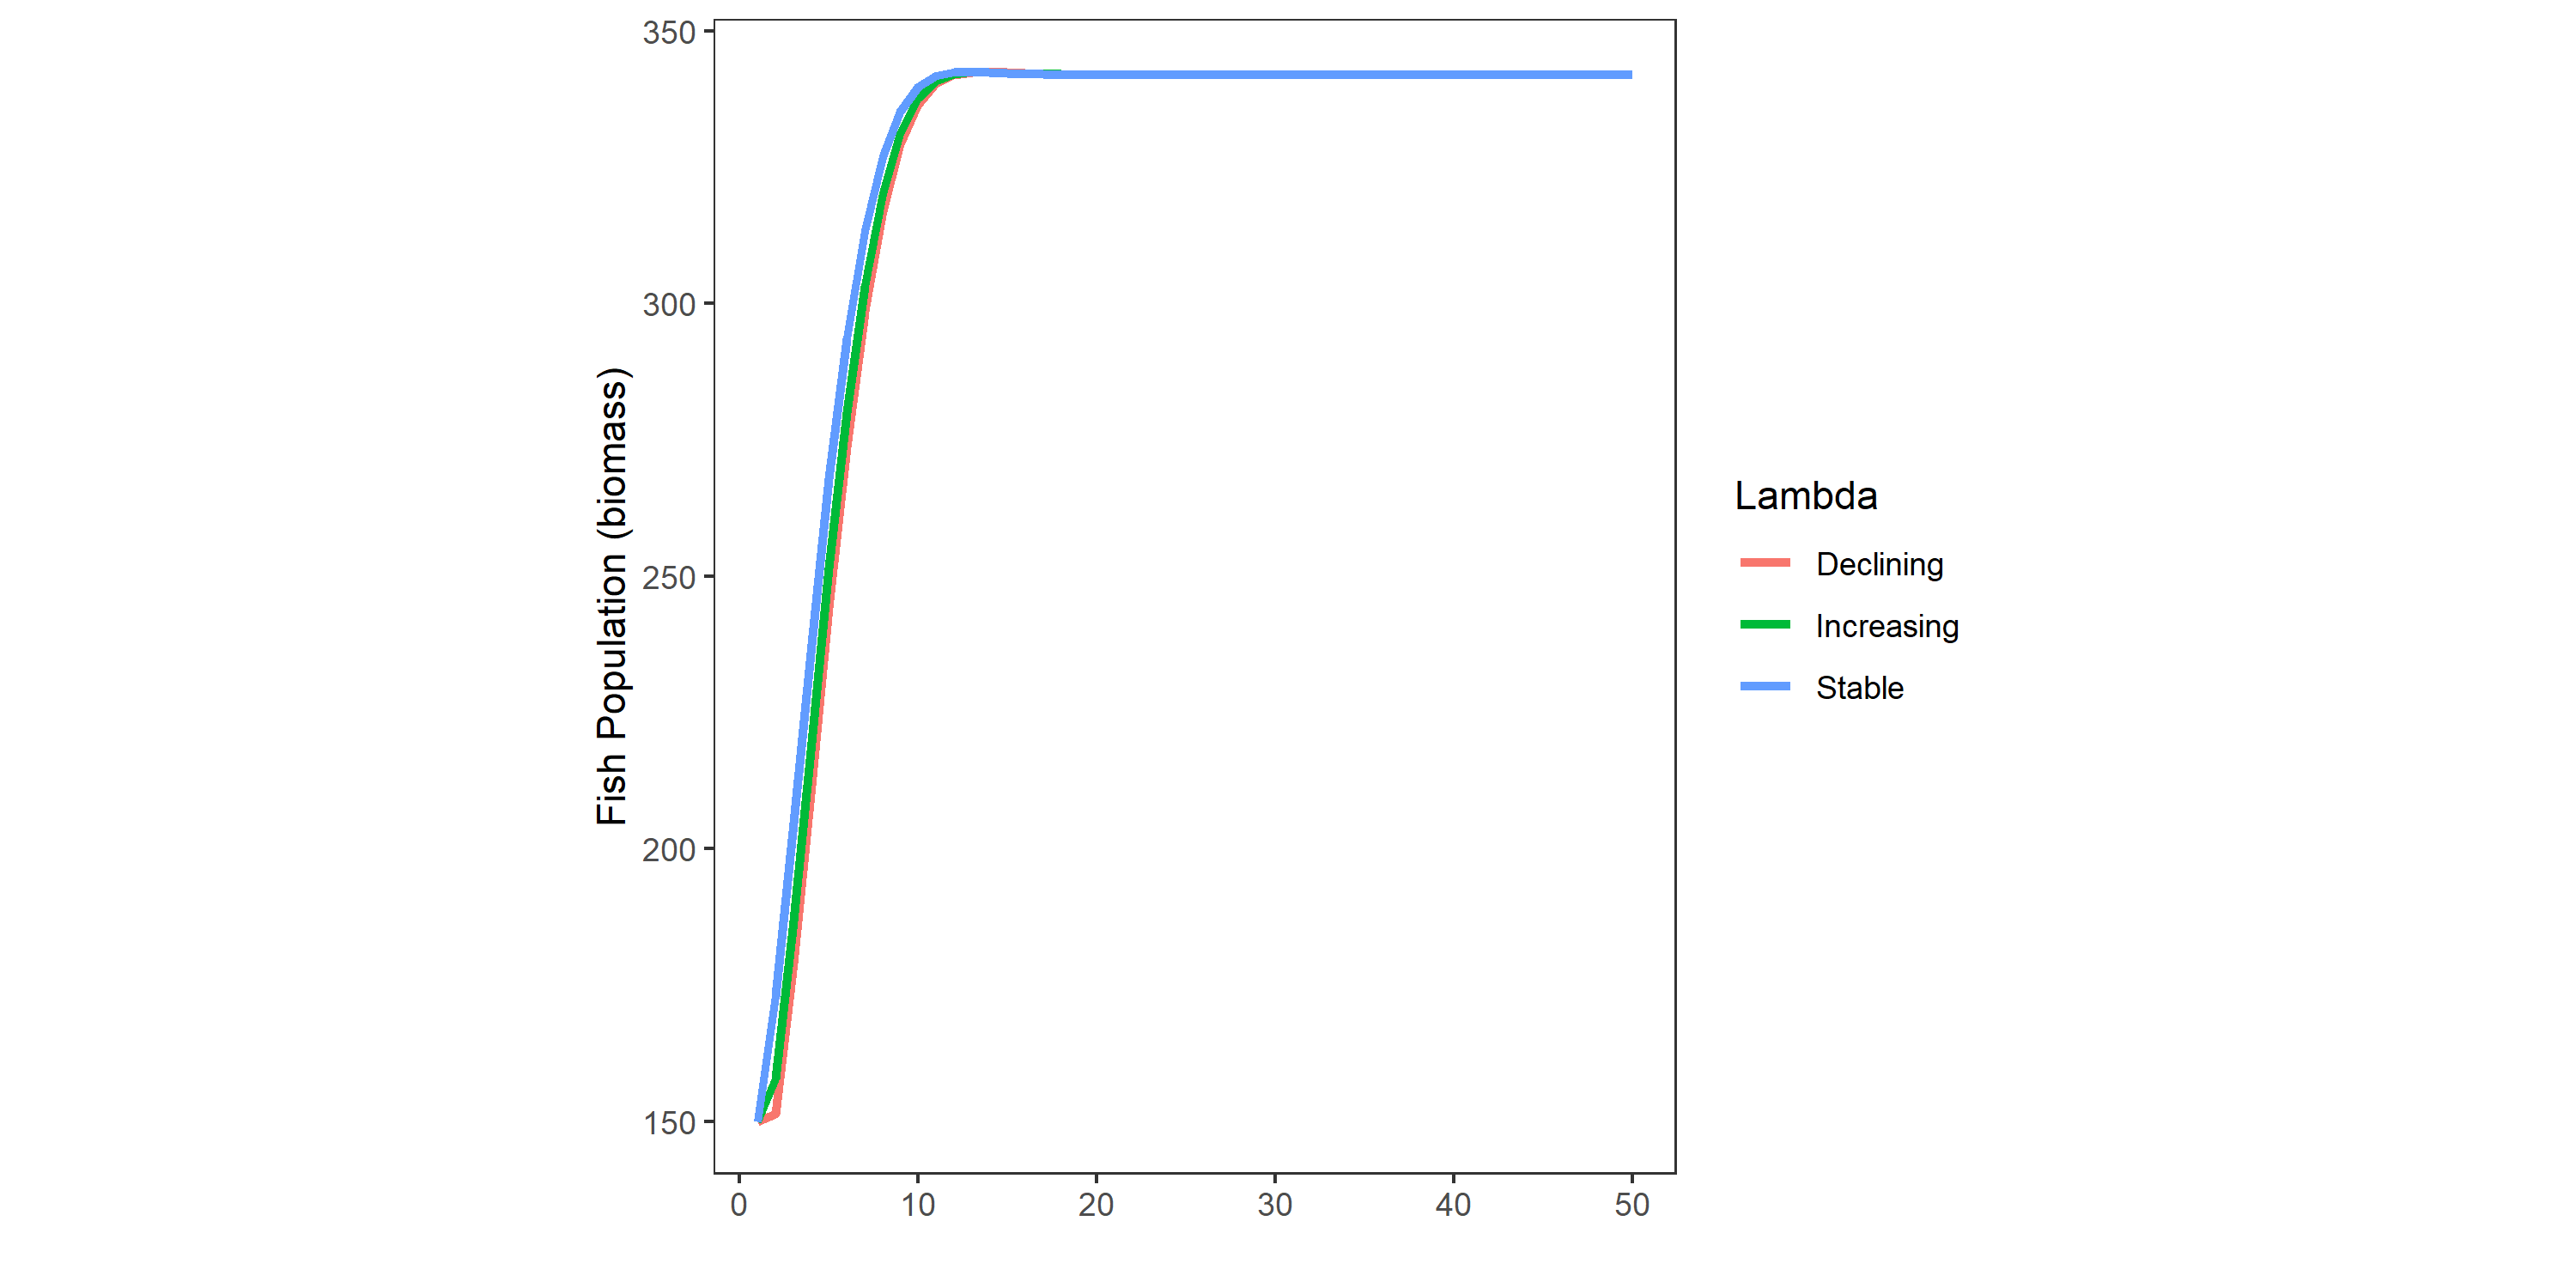 350
300
250
200
150
Fish Population (biomass)
0 10 20 30 40 50
Lambda
Declining
Increasing
Stable